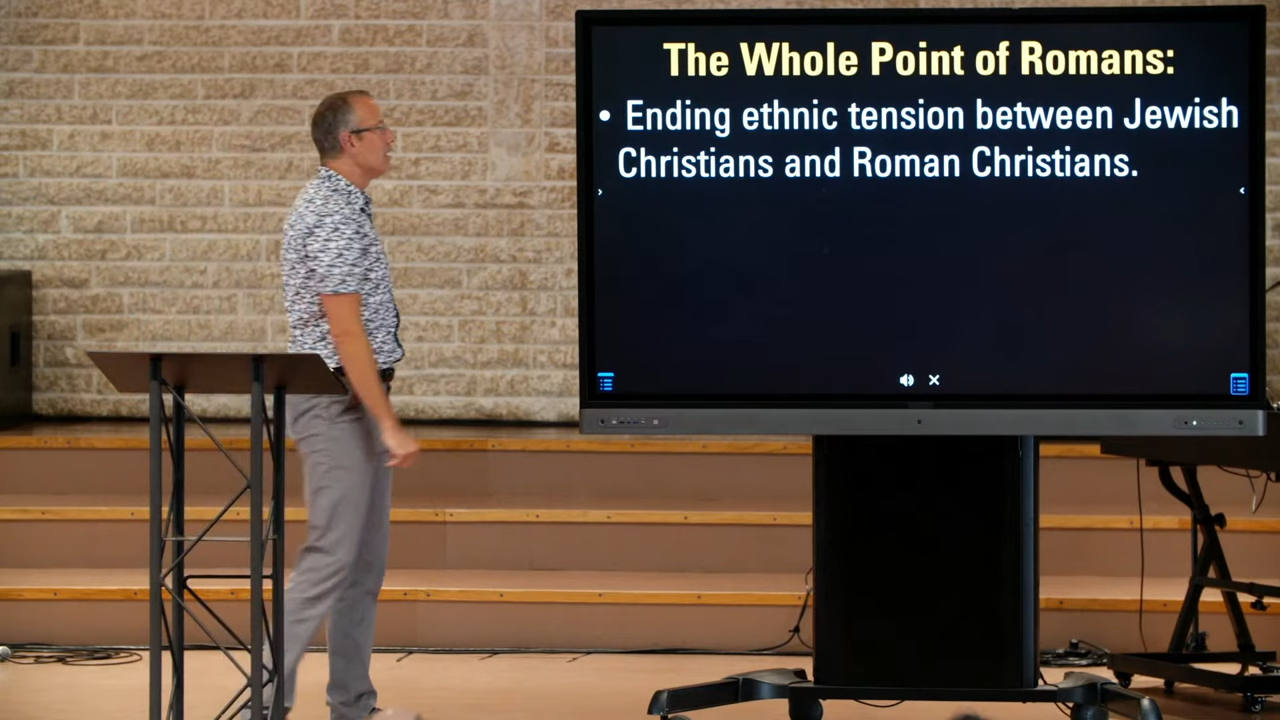 The Whole Point of Romans:
• Ending ethnic tension between Jewish
Christians and Roman Christians.